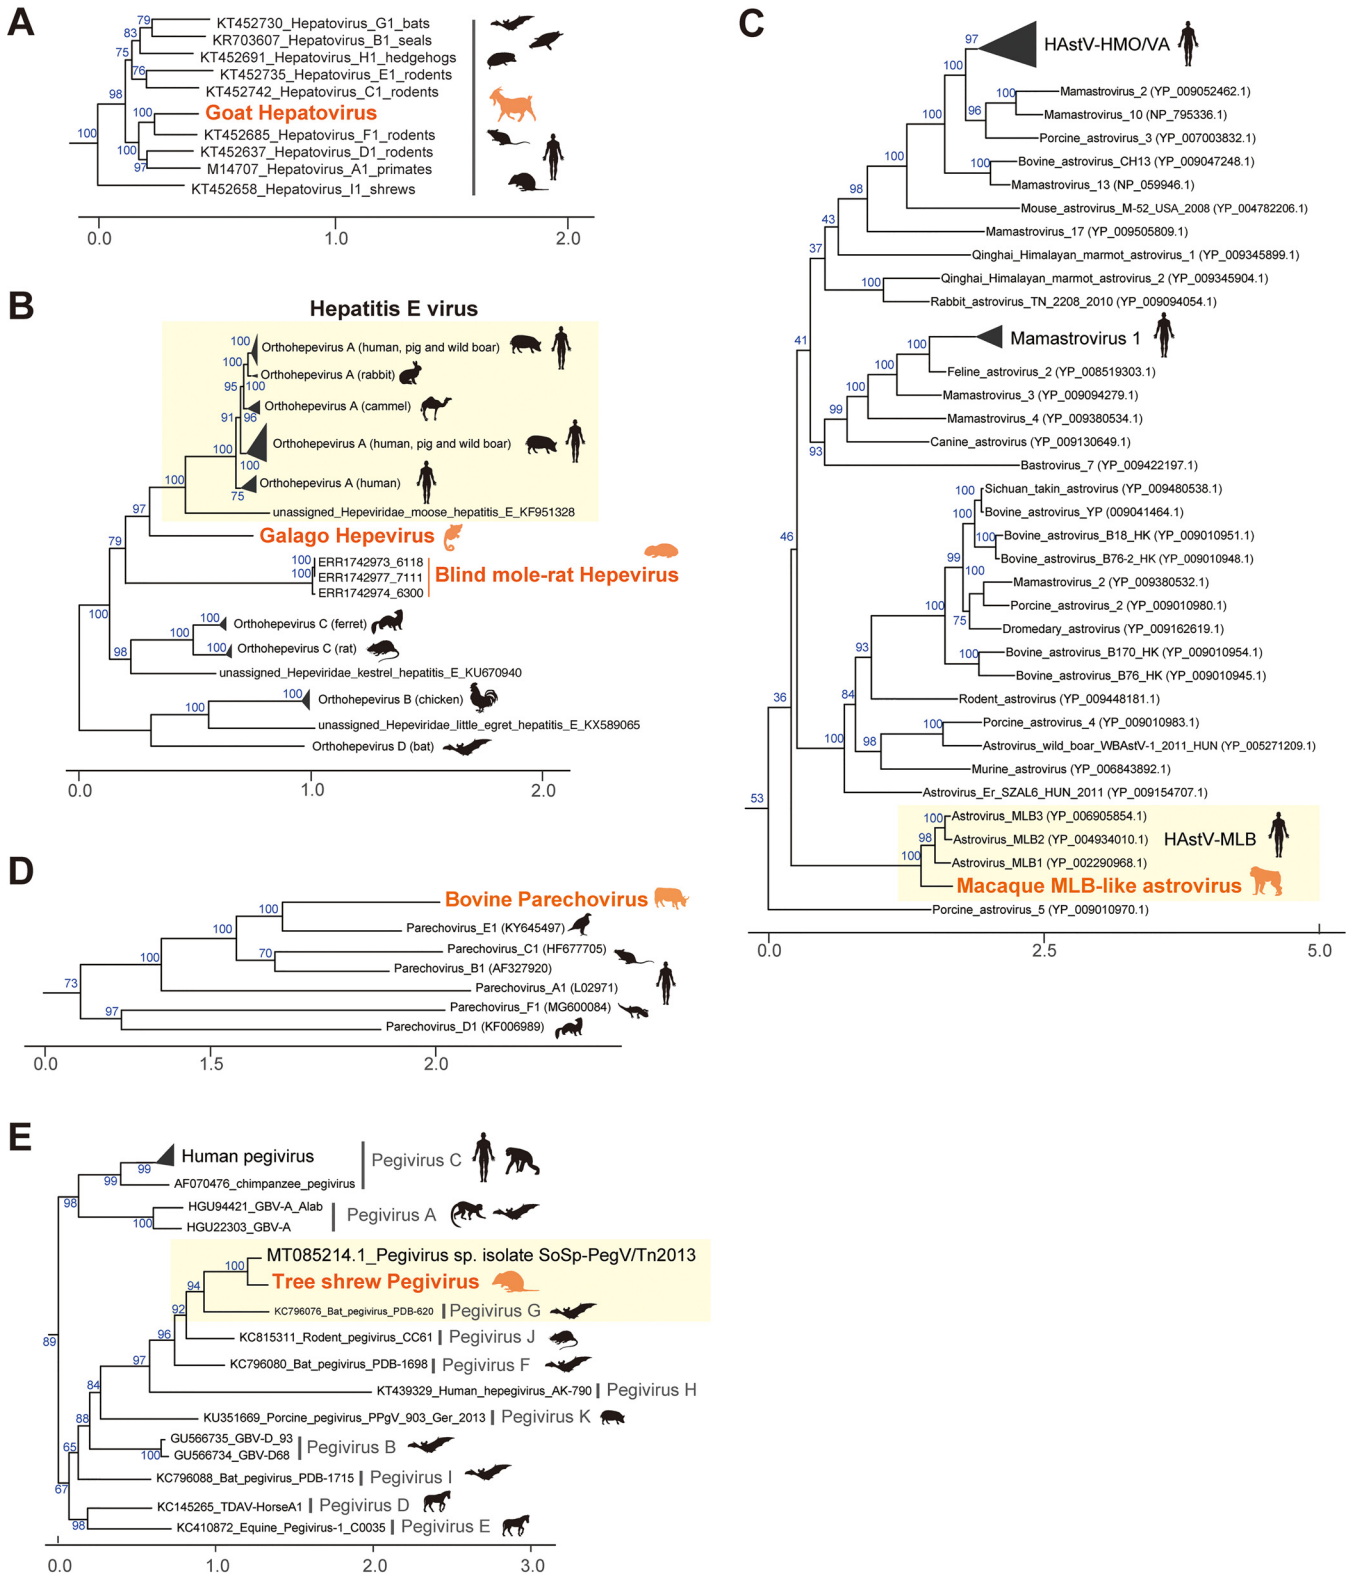 A
79
KT452730_Hepatovirus_G1_bats
83
KR703607_Hepatovirus_B1_seals
75
KT452691_Hepatovirus_H1_hedgehogs
76
KT452735_Hepatovirus_E1_rodents
KT452742_Hepatovirus_C1_rodents
98
100
Goat Hepatovirus
100
KT452685_Hepatovirus_F1_rodents
100
KT452637_Hepatovirus_D1_rodents
97
M14707_Hepatovirus_A1_primates
KT452658_Hepatovirus_I1_shrews
0.0 1.0 2.0
B
Hepatitis E virus
100
Orthohepevirus A (human, pig and wild boar)
100
Orthohepevirus A (rabbit)
95 100
Orthohepevirus A (cammel)
91 96
Orthohepevirus A (human, pig and wild boar)
100
100
Orthohepevirus A (human)
100
75
unassigned_Hepeviridae_moose_hepatitis_E_KF951328
97
Galago Hepevirus
79
100
ERR1742973_6118
100
ERR1742977_7111
Blind mole-rat Hepevirus
ERR1742974_6300
100
100
Orthohepevirus C (ferret)
100
100
Orthohepevirus C (rat)
98
unassigned_Hepeviridae_kestrel_hepatitis_E_KU670940
100
Orthohepevirus B (chicken)
100
unassigned_Hepeviridae_little_egret_hepatitis_E_KX589065
Orthohepevirus D (bat)
0.0 1.0 2.0
C
97
HAstV-HMO/VA
100
Mamastrovirus_2 (YP_009052462.1)
100
96
Mamastrovirus_10 (NP_795336.1)
100
Porcine_astrovirus_3 (YP_007003832.1)
Bovine_astrovirus_CH13 (YP_009047248.1)
100
100
Mamastrovirus_13 (NP_059946.1)
98
Mouse_astrovirus_M-52_USA_2008 (YP_004782206.1)
43
Mamastrovirus_17 (YP_009505809.1)
37
Qinghai_Himalayan_marmot_astrovirus_1 (YP_009345899.1)
Qinghai_Himalayan_marmot_astrovirus_2 (YP_009345904.1)
100
Rabbit_astrovirus_TN_2208_2010 (YP_009094054.1)
41
100
Mamastrovirus 1
100
Feline_astrovirus_2 (YP_008519303.1)
100
Mamastrovirus_3 (YP_009094279.1)
99
Mamastrovirus_4 (YP_009380534.1)
Canine_astrovirus (YP_009130649.1)
93
Bastrovirus_7 (YP_009422197.1)
100
Sichuan_takin_astrovirus (YP_009480538.1)
100
Bovine_astrovirus_YP (009041464.1)
46
100
Bovine_astrovirus_B18_HK (YP_009010951.1)
99
Bovine_astrovirus_B76-2_HK (YP_009010948.1)
100
Mamastrovirus_2 (YP_009380532.1)
100
Porcine_astrovirus_2 (YP_009010980.1)
75
Dromedary_astrovirus (YP_009162619.1)
93
100
Bovine_astrovirus_B170_HK (YP_009010954.1)
Bovine_astrovirus_B76_HK (YP_009010945.1)
36
84
Rodent_astrovirus (YP_009448181.1)
100
Porcine_astrovirus_4 (YP_009010983.1)
100
98
Astrovirus_wild_boar_WBAstV-1_2011_HUN (YP_005271209.1)
Murine_astrovirus (YP_006843892.1)
Astrovirus_Er_SZAL6_HUN_2011 (YP_009154707.1)
53
100
Astrovirus_MLB3 (YP_006905854.1)
98
Astrovirus_MLB2 (YP_004934010.1)
HAstV-MLB
100
Astrovirus_MLB1 (YP_002290968.1)
Macaque MLB-like astrovirus
Porcine_astrovirus_5 (YP_009010970.1)
0.0 2.5 5.0
D
100
Bovine Parechovirus
100
Parechovirus_E1 (KY645497)
70
Parechovirus_C1 (HF677705)
100
Parechovirus_B1 (AF327920)
73
Parechovirus_A1 (L02971)
97
Parechovirus_F1 (MG600084)
Parechovirus_D1 (KF006989)
0.0 1.5 2.0
E
99
Human pegivirus
Pegivirus C
99
AF070476_chimpanzee_pegivirus
98
HGU94421_GBV-A_Alab
Pegivirus A
100
HGU22303_GBV-A
MT085214.1_Pegivirus sp. isolate SoSp-PegV/Tn2013
100
Tree shrew Pegivirus
94
92
KC796076_Bat_pegivirus_PDB-620
Pegivirus G
89
96
KC815311_Rodent_pegivirus_CC61
Pegivirus J
97
KC796080_Bat_pegivirus_PDB-1698
Pegivirus F
84
KT439329_Human_hepegivirus_AK-790
Pegivirus H
88
KU351669_Porcine_pegivirus_PPgV_903_Ger_2013
Pegivirus K
65
GU566735_GBV-D_93
Pegivirus B
100
GU566734_GBV-D68
KC796088_Bat_pegivirus_PDB-1715
Pegivirus I
67
KC145265_TDAV-HorseA1
Pegivirus D
98
KC410872_Equine_Pegivirus-1_C0035
Pegivirus E
0.0 1.0 2.0 3.0